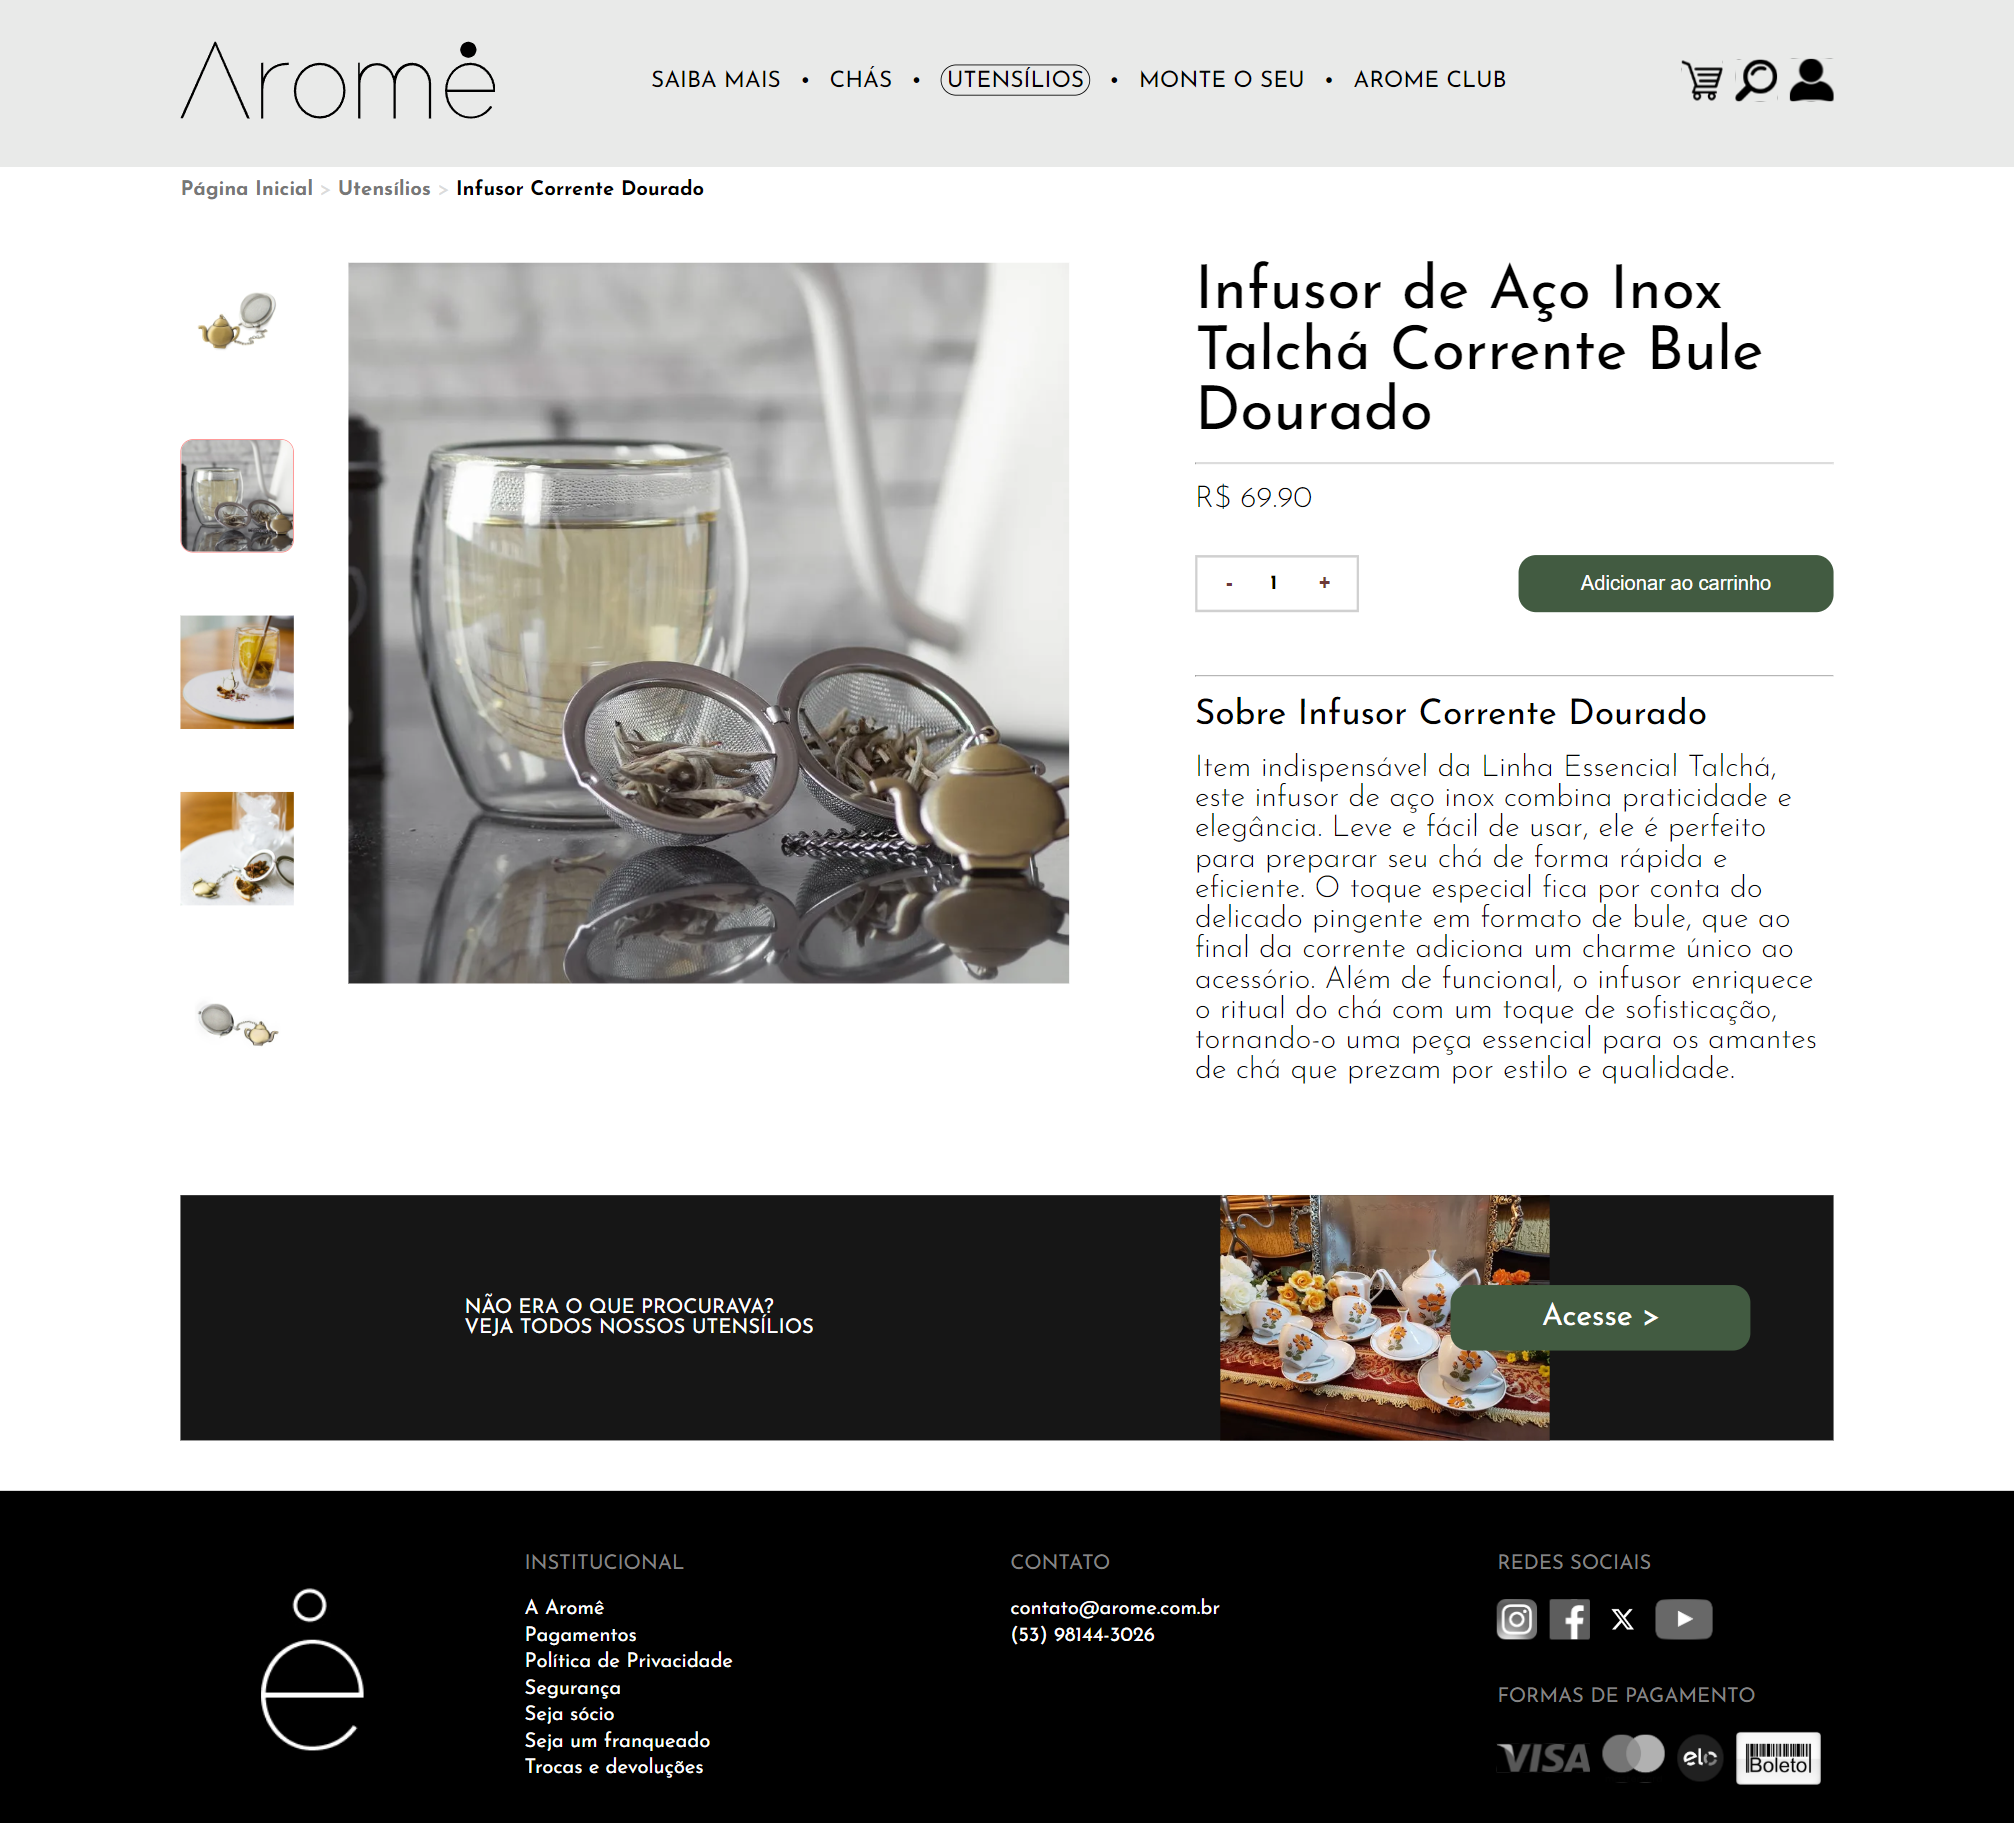 Aromê
SAIBA MAIS • CHÁS • UTENSÍLIOS • MONTE O SEU • AROME CLUB
Página Inicial > Utensílios > Infusor Corrente Dourado
Infusor de Aço Inox
Talchá Corrente Bule
Dourado
R$ 69.90
- 1 +
Adicionar ao carrinho
Sobre Infusor Corrente Dourado
Item indispensável da Linha Essencial Talchá,
este infusor de aço inox combina praticidade e
elegância. Leve e fácil de usar, ele é perfeito
para preparar seu chá de forma rápida e
eficiente. O toque especial fica por conta do
delicado pingente em formato de bule, que ao
final da corrente adiciona um charme único ao
acessório. Além de funcional, o infusor enriquece
o ritual do chá com um toque de sofisticação,
tornando-o uma peça essencial para os amantes
de chá que prezam por estilo e qualidade.
NÃO ERA O QUE PROCURAVA?
VEJA TODOS NOSSOS UTENSÍLIOS
Acesse >
ê
INSTITUCIONAL
A Aromê
Pagamentos
Política de Privacidade
Segurança
Seja sócio
Seja um franqueado
Trocas e devoluções
CONTATO
contato@arome.com.br
(53) 98144-3026
REDES SOCIAIS
FORMAS DE PAGAMENTO
VISA
elo
Boleto